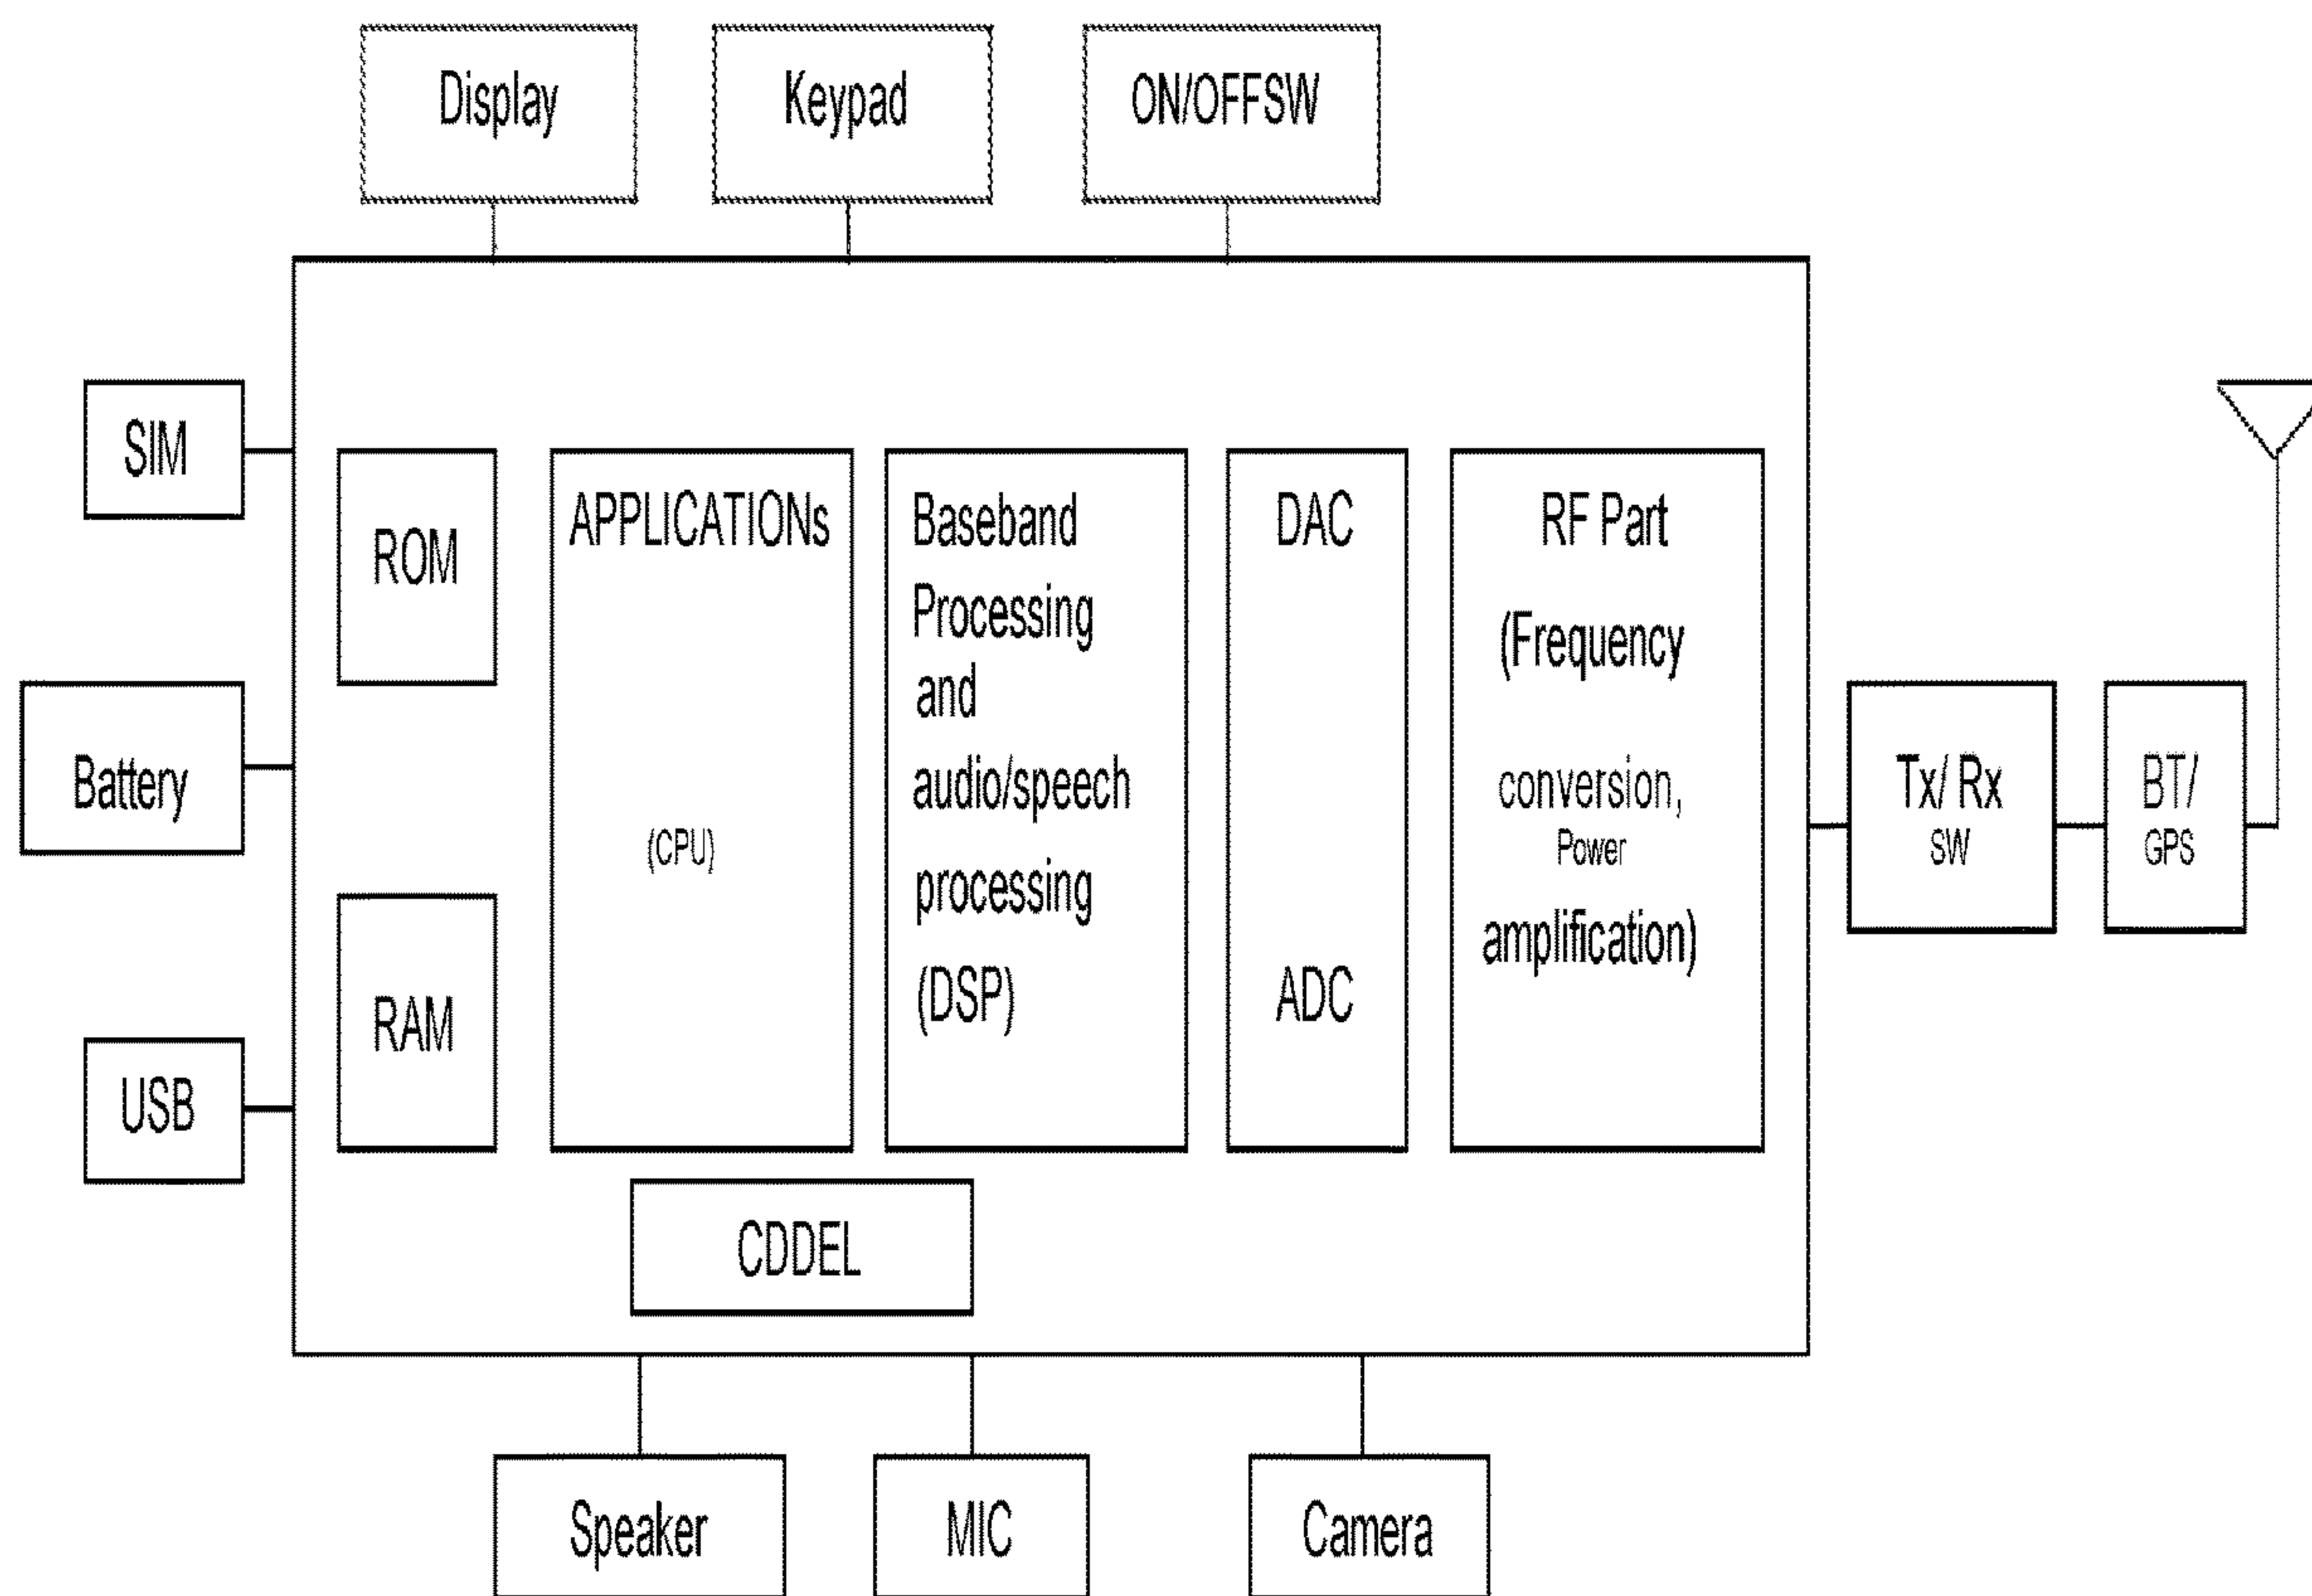 Display
Keypad
ON/OFFSW
SIM
Battery
USB
ROM
RAM
APPLICATIONs
(CPU)
Baseband
Processing
and
audio/speech
processing
(DSP)
DAC
ADC
RF Part
(Frequency
conversion,
Power
amplification)
CDDEL
Tx/ Rx
SW
BT/
GPS
Speaker
MIC
Camera